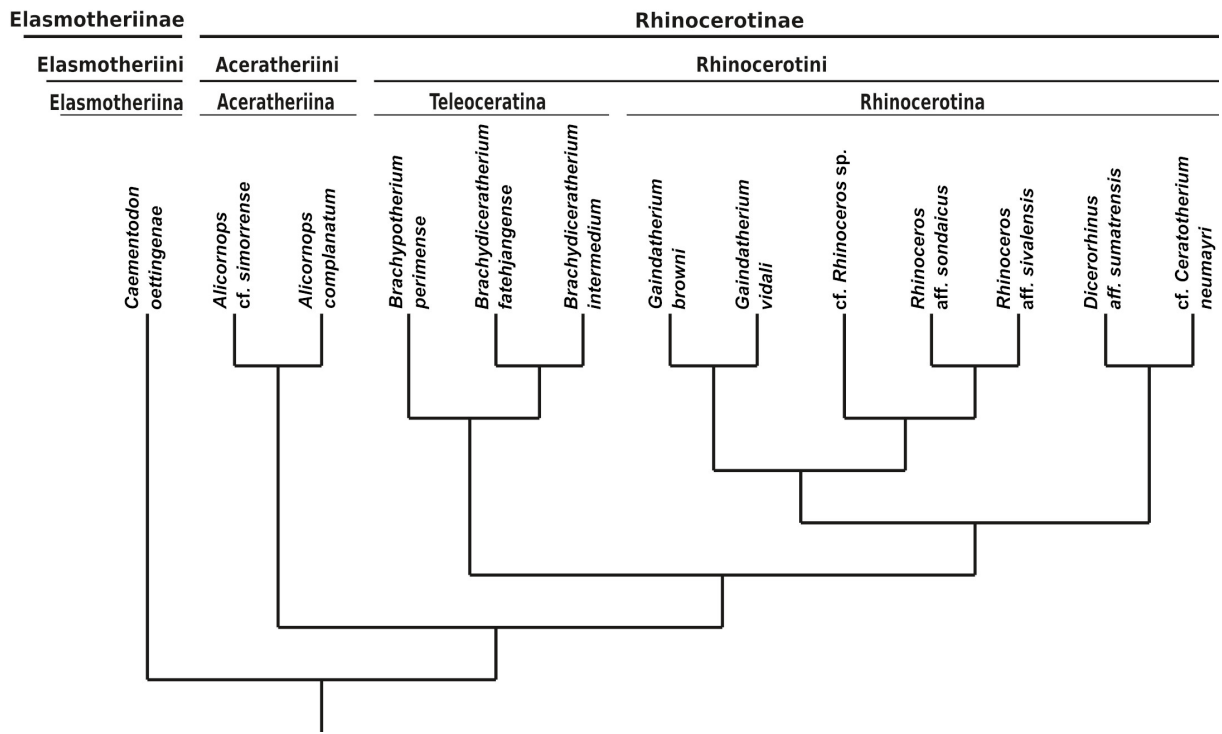 Elasmotheriinae
Rhinocerotinae
Elasmotheriini
Aceratheriini
Rhinocerotini
Elasmotheriina
Aceratheriina
Teleoceratina
Rhinocerotina
Caementodon
oettingenae
Alicornops
cf. simorrense
Alicornops
complanatum
Brachypotherium
perimense
Brachydiceratherium
fatehjangense
Brachydiceratherium
intermedium
Gaindatherium
browni
Gaindatherium
vidali
cf. Rhinoceros sp.
Rhinoceros
aff. sondaicus
Rhinoceros
aff. sivalensis
Dicerorhinus
aff. sumatrensis
cf. Ceratotherium
neumayri